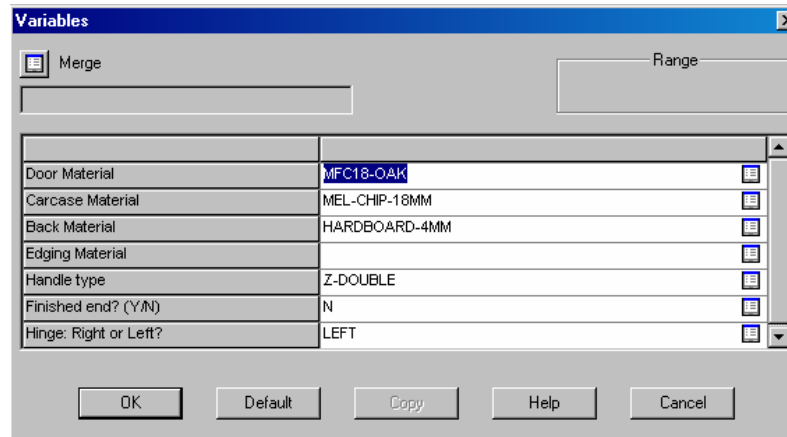 Variables
Merge
Range
Door Material MFC18-OAK
Carcase Material MEL-CHIP-18MM
Back Material HARDBOARD-4MM
Edging Material
Handle type Z-DOUBLE
Finished end? (Y/N) N
Hinge: Right or Left? LEFT
OK Default Copy Help Cancel